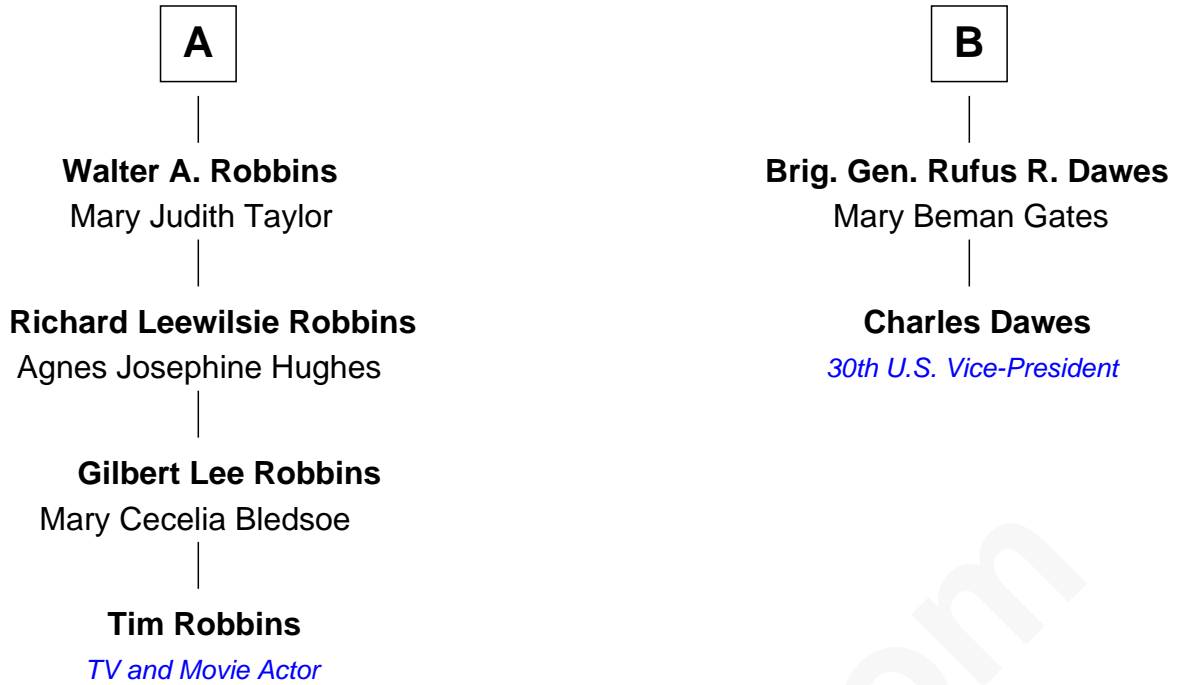 A
Walter A. Robbins
Mary Judith Taylor
Richard Leewilsie Robbins
Agnes Josephine Hughes
Gilbert Lee Robbins
Mary Cecelia Bledsoe
Tim Robbins
TV and Movie Actor
B
Brig. Gen. Rufus R. Dawes
Mary Beman Gates
Charles Dawes
30th U.S. Vice-President
om